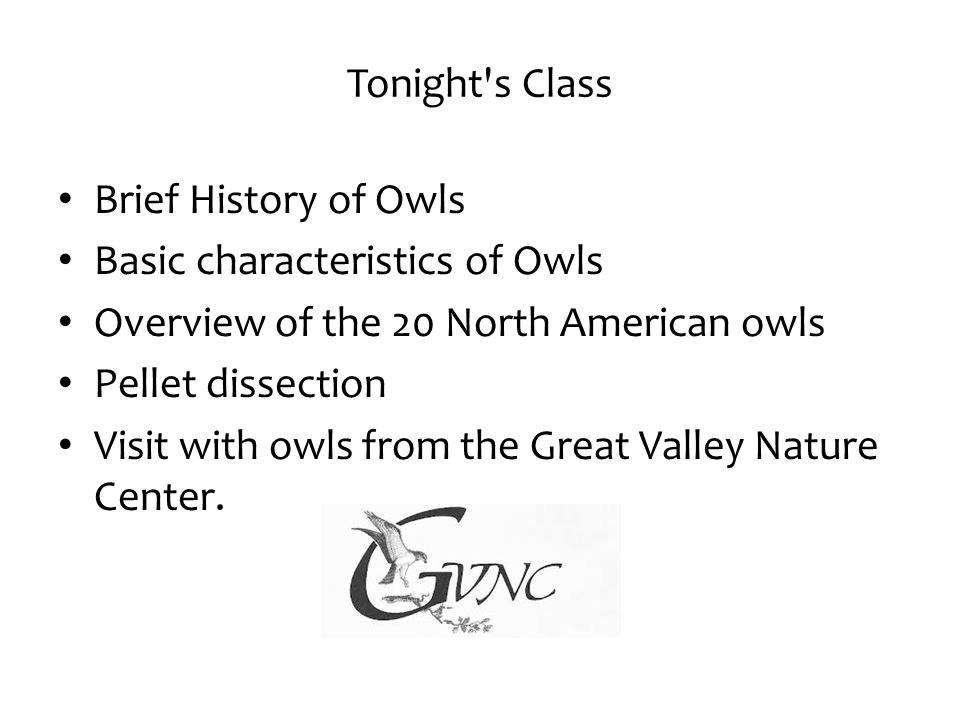 Tonight's Class
• Brief History of Owls
• Basic characteristics of Owls
• Overview of the 20 North American owls
• Pellet dissection
• Visit with owls from the Great Valley Nature
Center.
GVNC